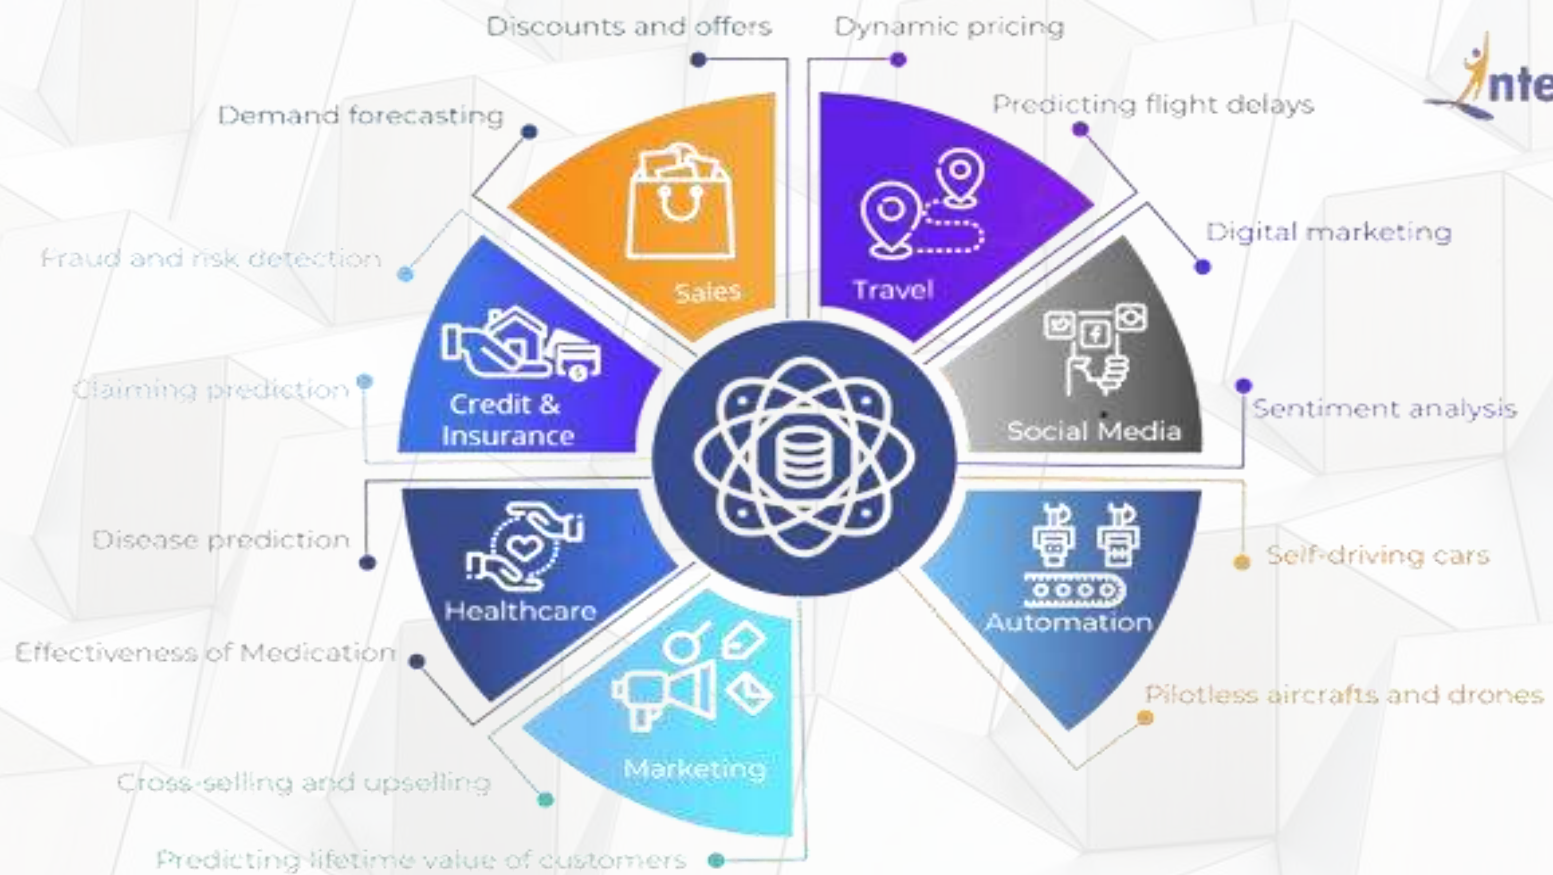 Discounts and offers
Dynamic pricing
Demand forecasting
Predicting flight delays
nte
Digital marketing
Fraud and risk detection
Sales
Travel
Claiming prediction
Credit &
Insurance
Social Media
Sentiment analysis
Disease prediction
Healthcare
Automation
Self-driving cars
Effectiveness of Medication
Pilotless aircrafts and drones
Marketing
Cross-selling and upselling
Predicting lifetime value of customers